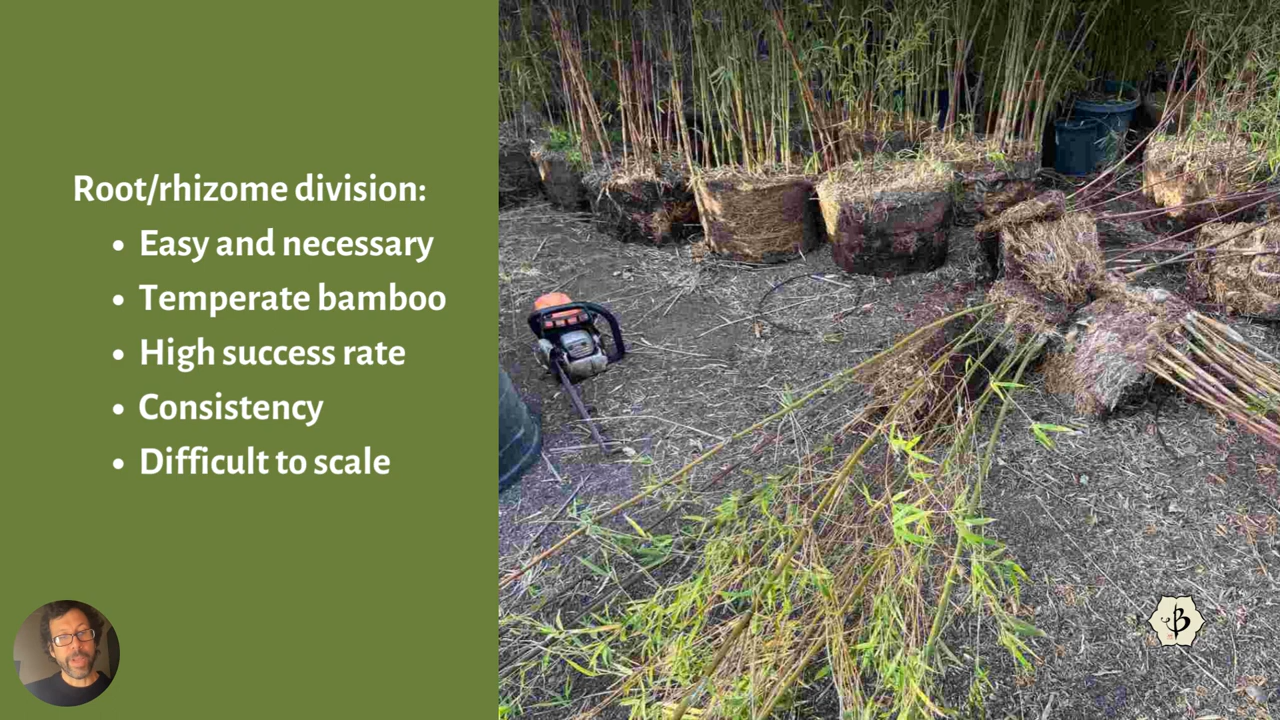 Root/rhizome division:
• Easy and necessary
• Temperate bamboo
• High success rate
• Consistency
• Difficult to scale
B